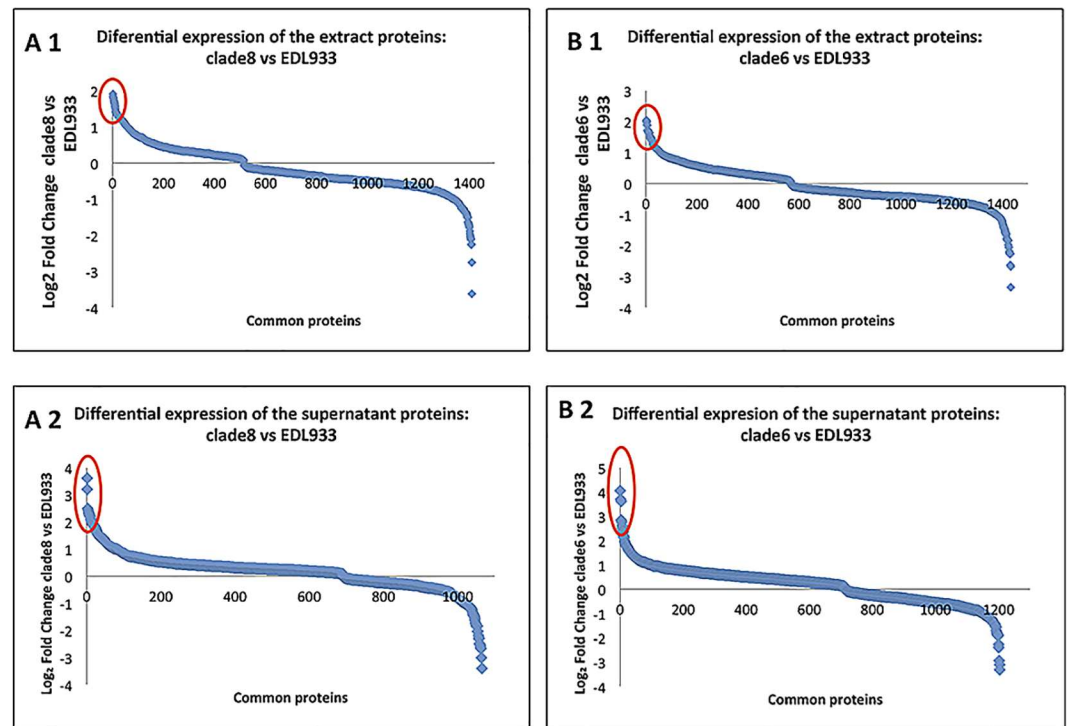 A 1
Diferential expression of the extract proteins:
clade8 vs EDL933
Log2 Fold Change clade8 vs
EDL933
2
1
0
-1
-2
-3
-4
0 200 400 600 800 1000 1200 1400
Common proteins
B 1
Differential expression of the extract proteins:
clade6 vs EDL933
Log2 Fold Change clade6 vs
EDL933
3
2
1
0
-1
-2
-3
-4
0 200 400 600 800 1000 1200 1400
Common proteins
A 2
Differential expression of the supernatant proteins:
clade8 vs EDL933
Log₂ Fold Change clade8 vs EDL933
4
3
2
1
0
-1
-2
-3
-4
0 200 400 600 800 1000
Common proteins
B 2
Differential expresion of the supernatant proteins:
clade6 vs EDL933
Log₂ Fold Change clade6 vs EDL933
5
4
3
2
1
0
-1
-2
-3
-4
0 200 400 600 800 1000 1200
Common proteins